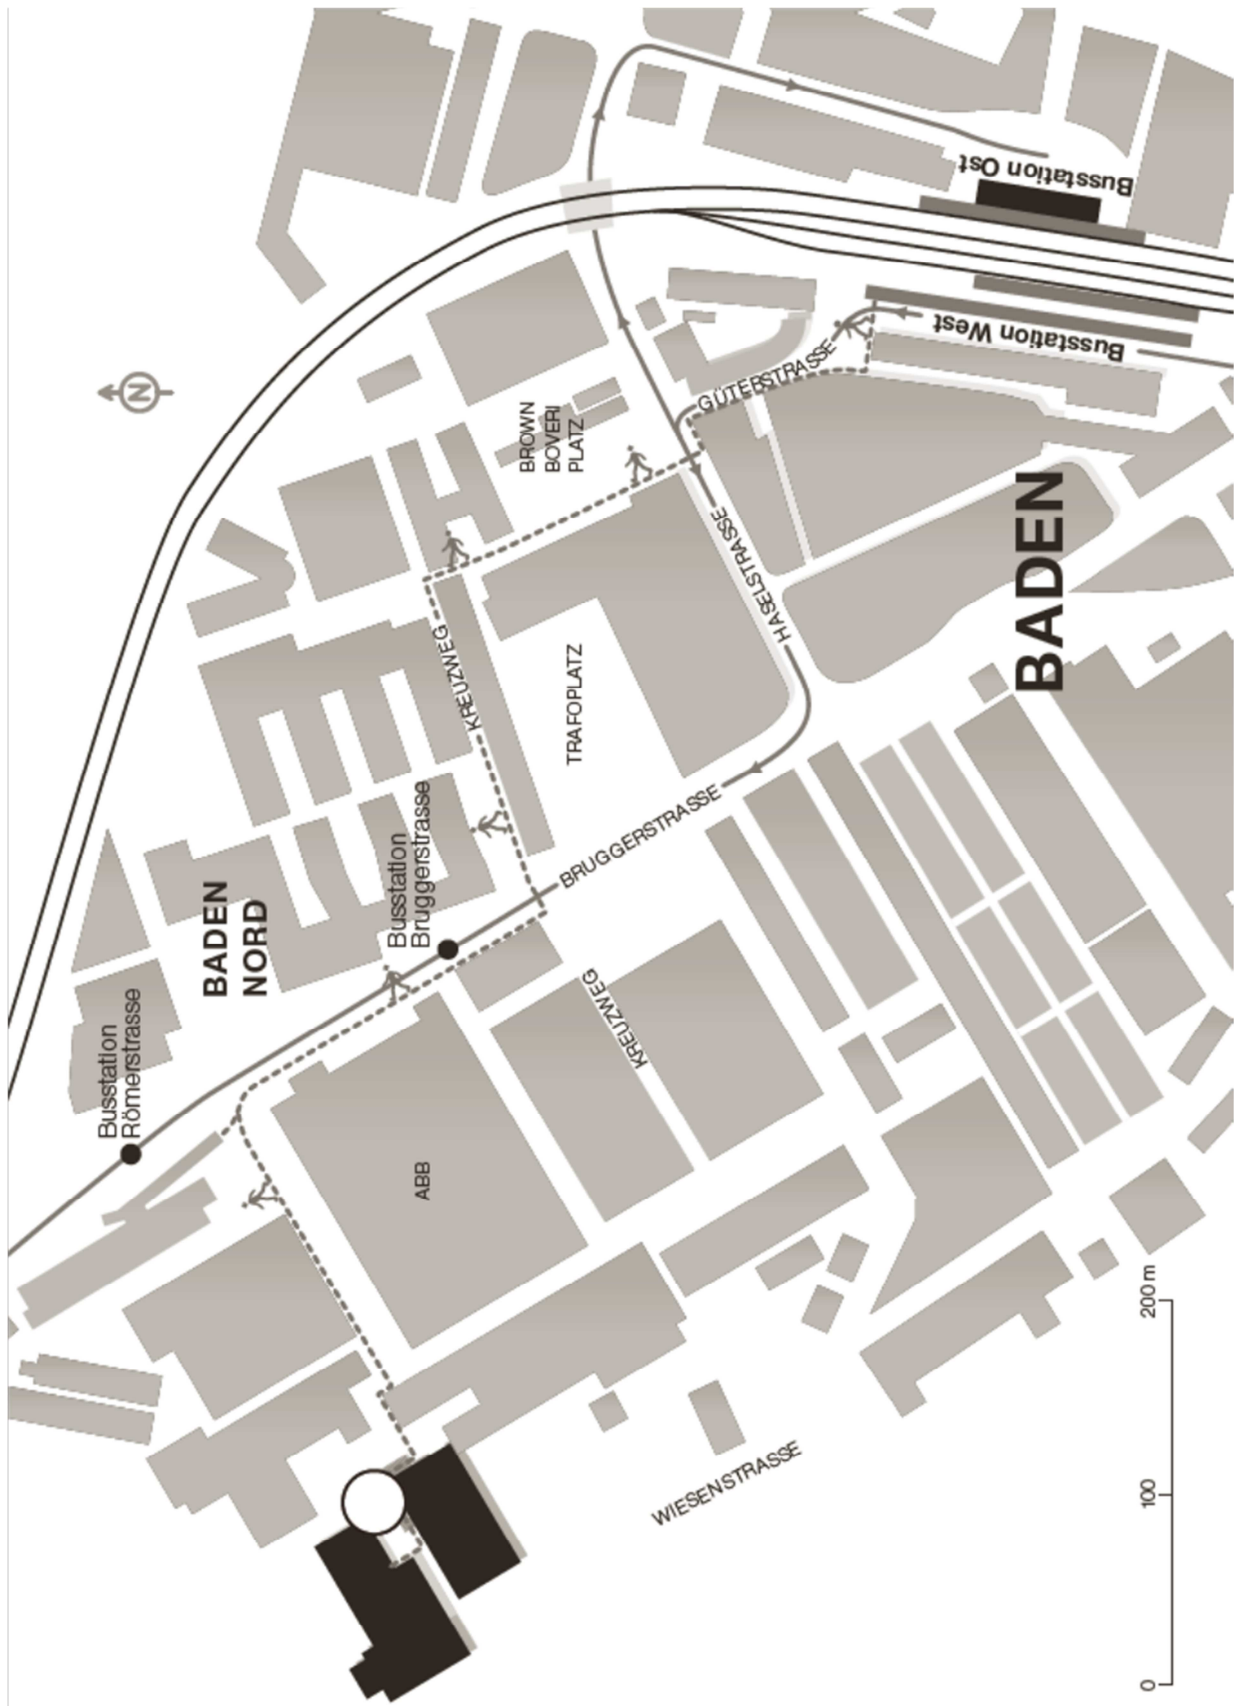 Busstation Ost
Busstation West
N
GÜTERSTRASSE
BROWN
BOVERI
PLATZ
HASELSTRASSE
BADEN
KREUZWEG
TRAFOPLATZ
BRUGGERSTRASSE
Busstation
Bruggerstrasse
BADEN
NORD
Busstation
Römerstrasse
KREUZWEG
ABB
WIESENSTRASSE
0
100
200 m